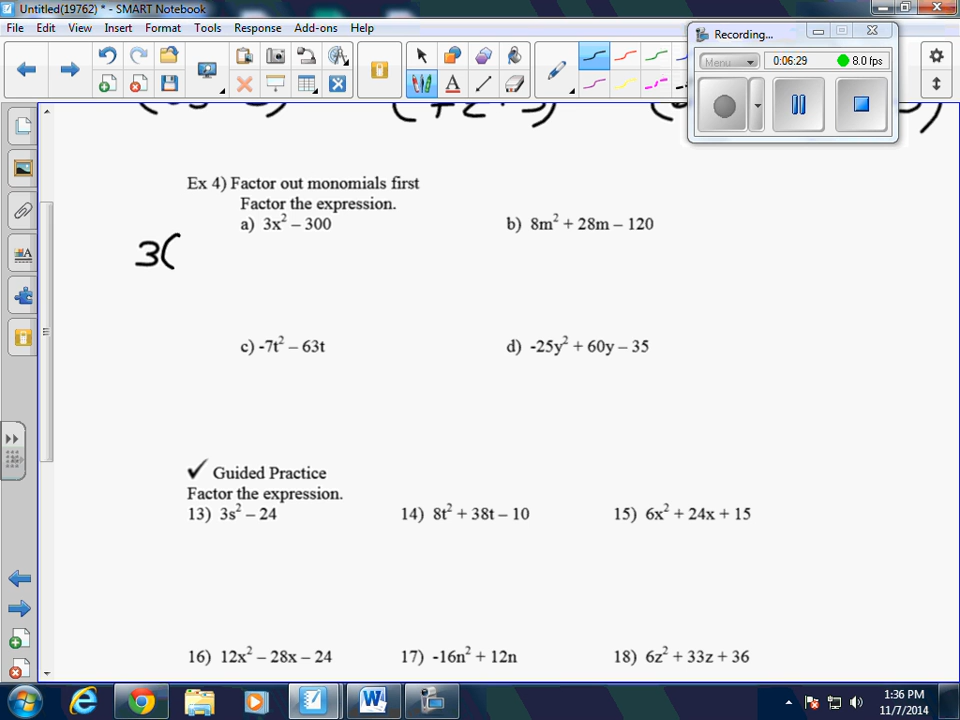 Untitled(19762) * - SMART Notebook
File Edit View Insert Format Tools Response Add-ons Help
Recording...
Menu 0:06:29 8.0 fps
Ex 4) Factor out monomials first
Factor the expression.
a) 3x² – 300 b) 8m² + 28m – 120
3(
c) -7t² – 63t d) -25y² + 60y – 35
✓ Guided Practice
Factor the expression.
13) 3s² – 24 14) 8t² + 38t – 10 15) 6x² + 24x + 15
16) 12x² – 28x – 24 17) -16n² + 12n 18) 6z² + 33z + 36
1:36 PM
11/7/2014